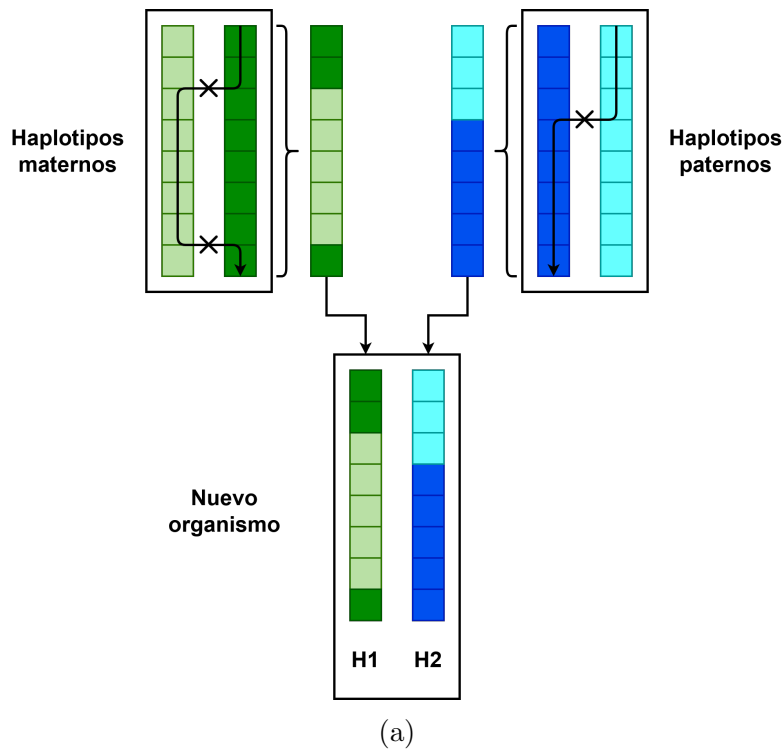 Haplotipos
maternos
Haplotipos
paternos
Nuevo
organismo
H1 H2
(a)